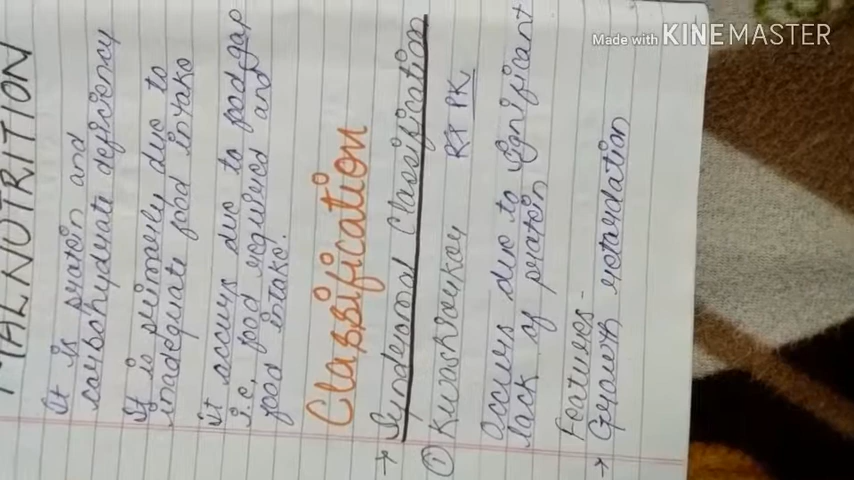 MALNUTRITION
It is protein and
carbohydrate deficiency
It is primarily due to
inadequate food intake
it occurs due to food gap
i.e, food required and
food intake.
Classification
→ Syndromal Classification
① Kwashiorkor
occurs due to significant
lack of protein
Features -
→ Growth retardation
Made with KINEMASTER